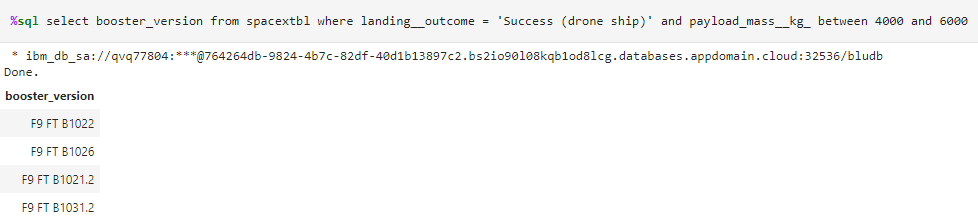 %sql select booster_version from spacextbl where landing__outcome = 'Success (drone ship)' and payload_mass__kg_ between 4000 and 6000
* ibm_db_sa://qvq77804:***@764264db-9824-4b7c-82df-40d1b13897c2.bs2io90l08kqb1od8lcg.databases.appdomain.cloud:32536/bludb
Done.
booster_version
F9 FT B1022
F9 FT B1026
F9 FT B1021.2
F9 FT B1031.2